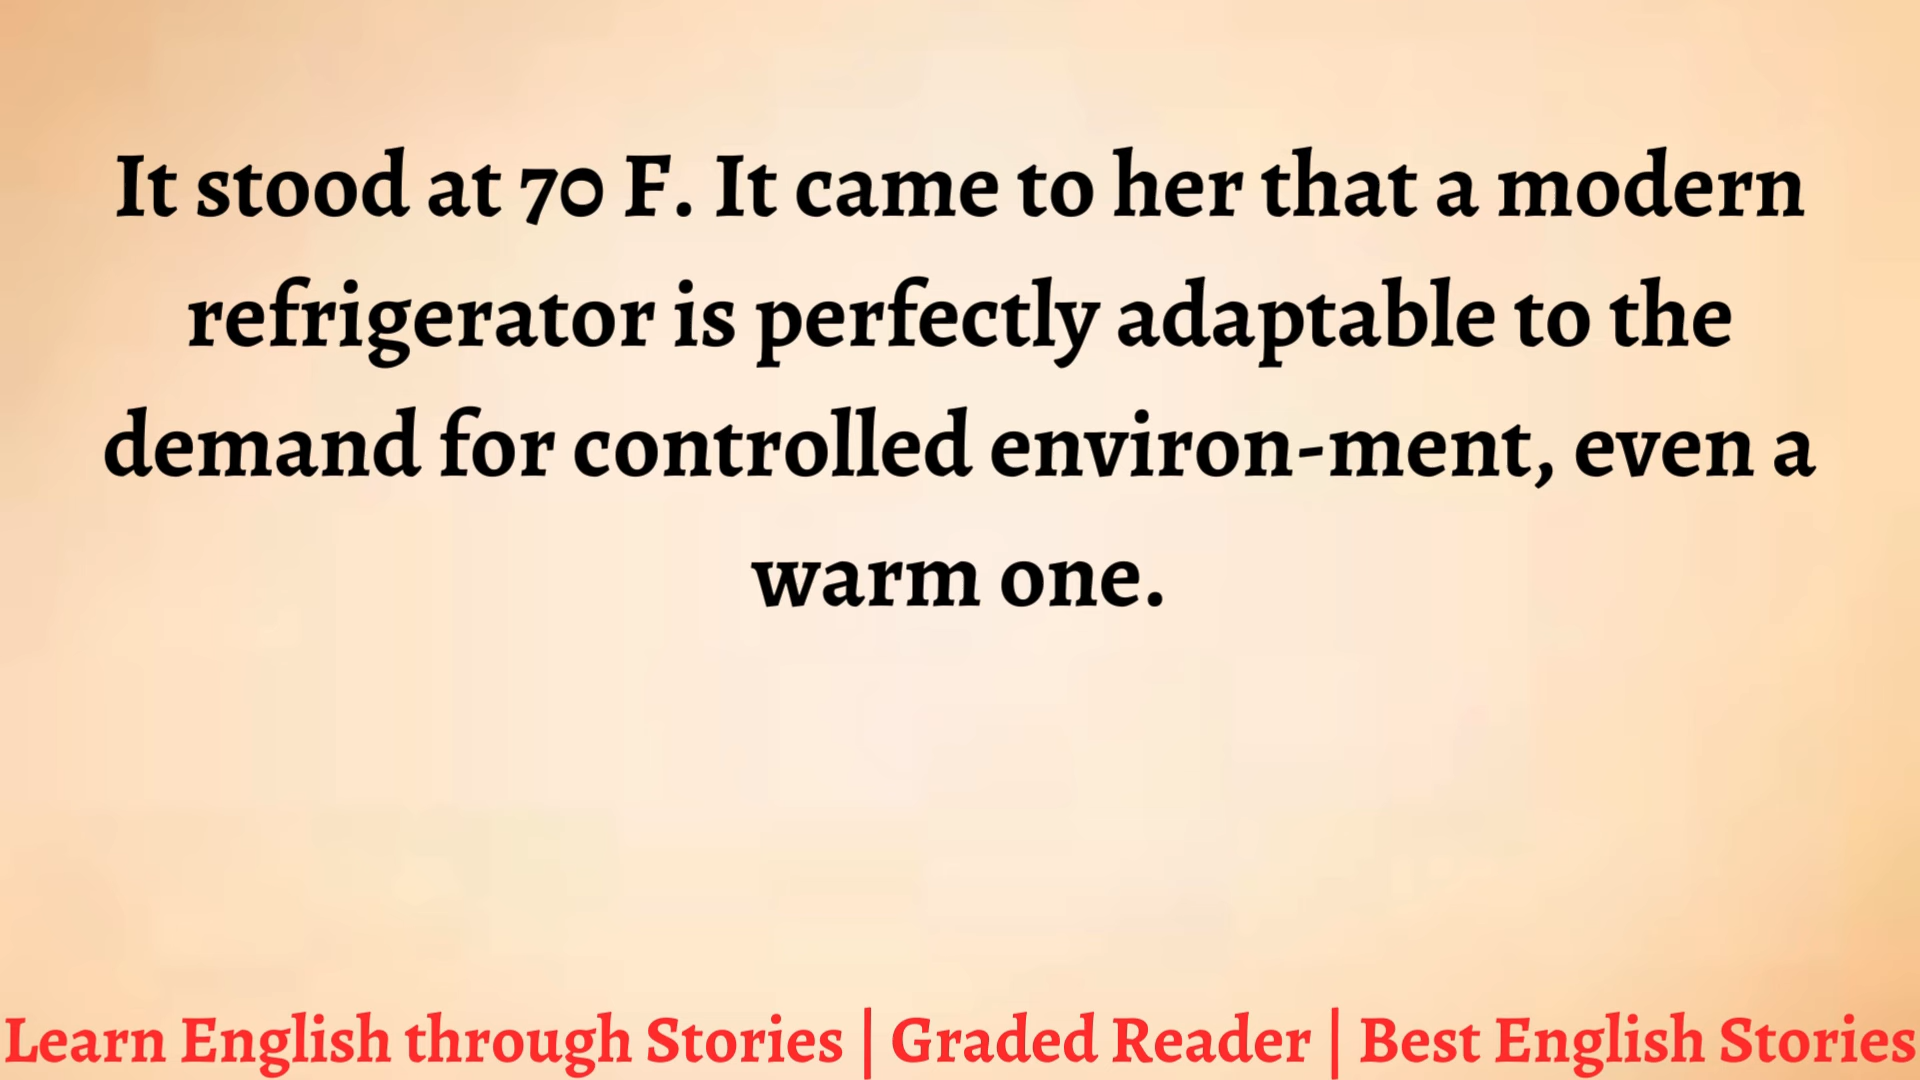 It stood at 70 F. It came to her that a modern
refrigerator is perfectly adaptable to the
demand for controlled environ-ment, even a
warm one.
Learn English through Stories | Graded Reader | Best English Stories